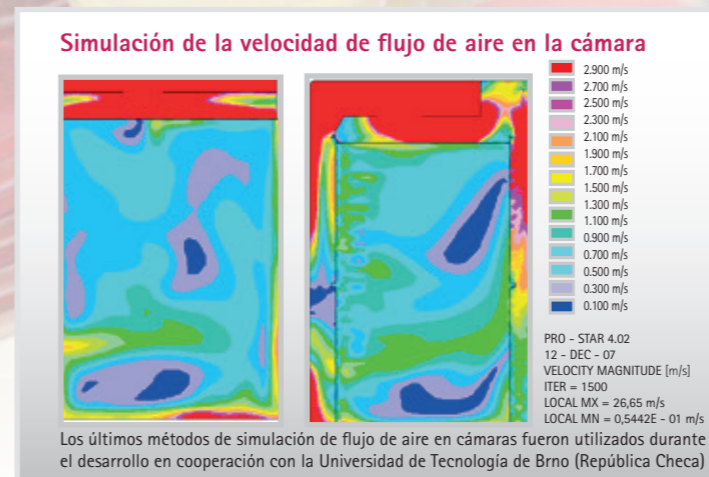 Simulación de la velocidad de flujo de aire en la cámara
2.900 m/s
2.700 m/s
2.500 m/s
2.300 m/s
2.100 m/s
1.900 m/s
1.700 m/s
1.500 m/s
1.300 m/s
1.100 m/s
0.900 m/s
0.700 m/s
0.500 m/s
0.300 m/s
0.100 m/s
PRO - STAR 4.02
12 - DEC - 07
VELOCITY MAGNITUDE [m/s]
ITER = 1500
LOCAL MX = 26,65 m/s
LOCAL MN = 0,5442E - 01 m/s
Los últimos métodos de simulación de flujo de aire en cámaras fueron utilizados durante
el desarrollo en cooperación con la Universidad de Tecnología de Brno (República Checa)